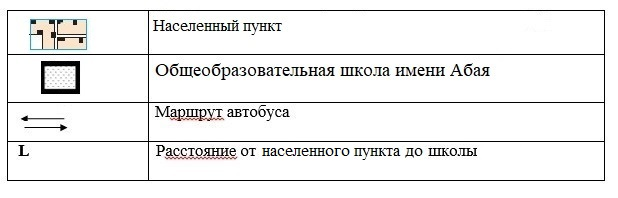 Населенный пункт
Общеобразовательная школа имени Абая
Маршрут автобуса
L Расстояние от населенного пункта до школы